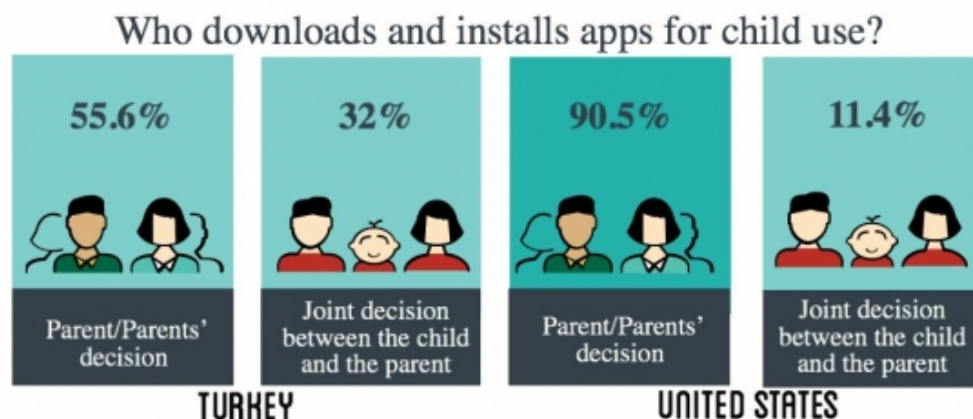 Who downloads and installs apps for child use?
55.6%
32%
90.5%
11.4%
Parent/Parents'
decision
Joint decision
between the child
and the parent
Parent/Parents'
decision
Joint decision
between the child
and the parent
TURKEY
UNITED STATES